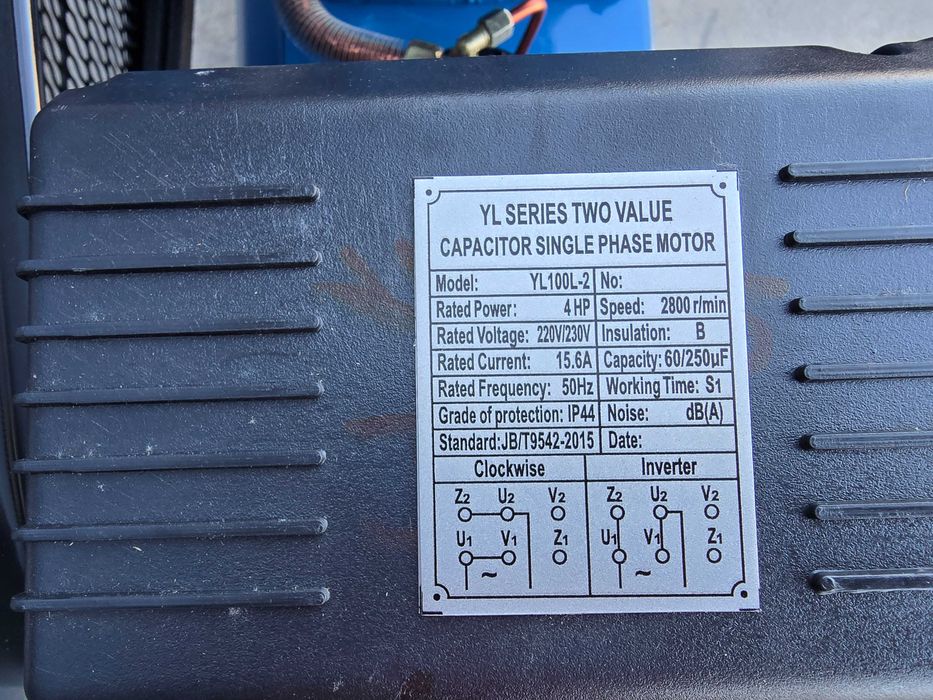 YL SERIES TWO VALUE
CAPACITOR SINGLE PHASE MOTOR
Model: YL100L-2 No:
Rated Power: 4 HP Speed: 2800 r/min
Rated Voltage: 220V/230V Insulation: B
Rated Current: 15.6A Capacity: 60/250μF
Rated Frequency: 50Hz Working Time: S1
Grade of protection: IP44 Noise: dB(A)
Standard:JB/T9542-2015 Date:
Clockwise Inverter
Z2 U2 V2 Z2 U2 V2
U1 V1 Z1 U1 V1 Z1
~ ~